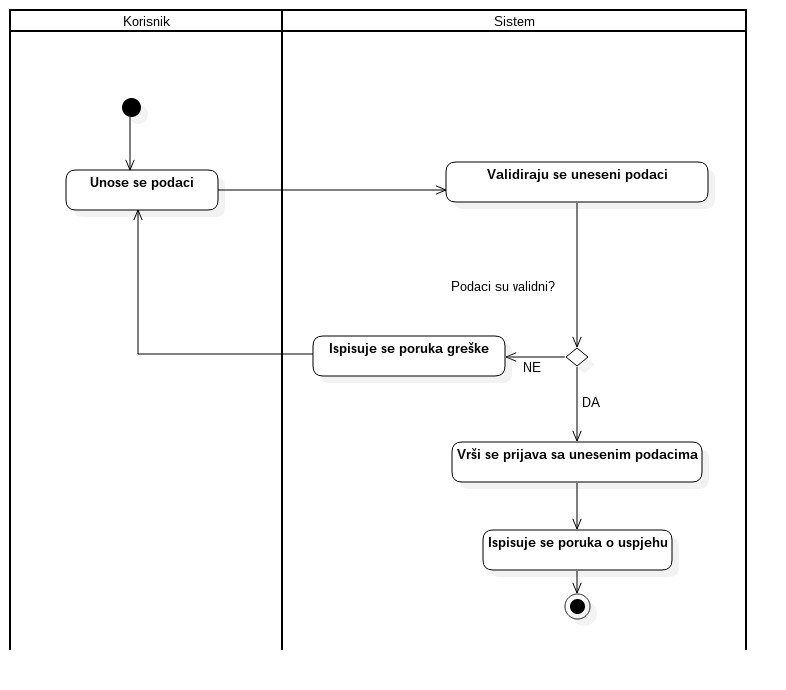 Korisnik
Sistem
Unose se podaci
Validiraju se uneseni podaci
Podaci su validni?
Ispisuje se poruka greške
NE
DA
Vrši se prijava sa unesenim podacima
Ispisuje se poruka o uspjehu